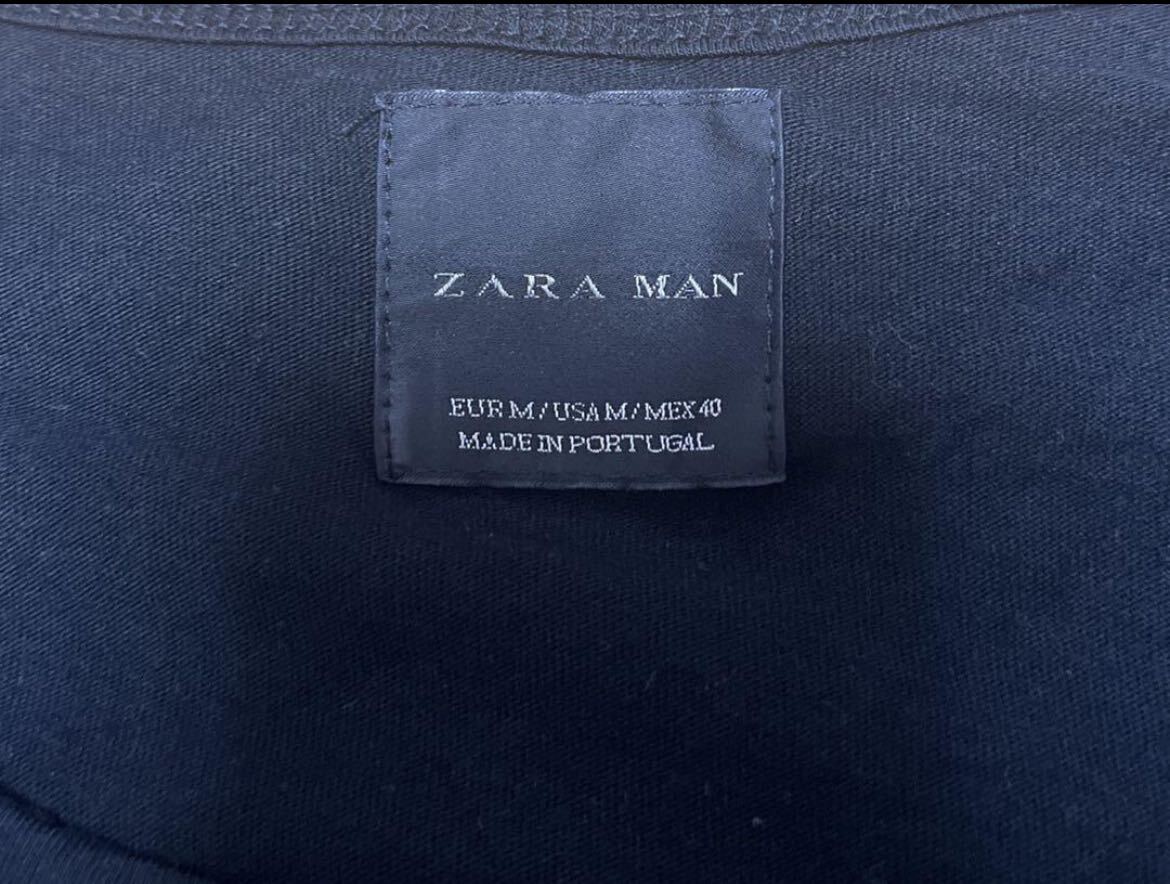 ZARA MAN
EUR M / USA M / MEX 40
MADE IN PORTUGAL